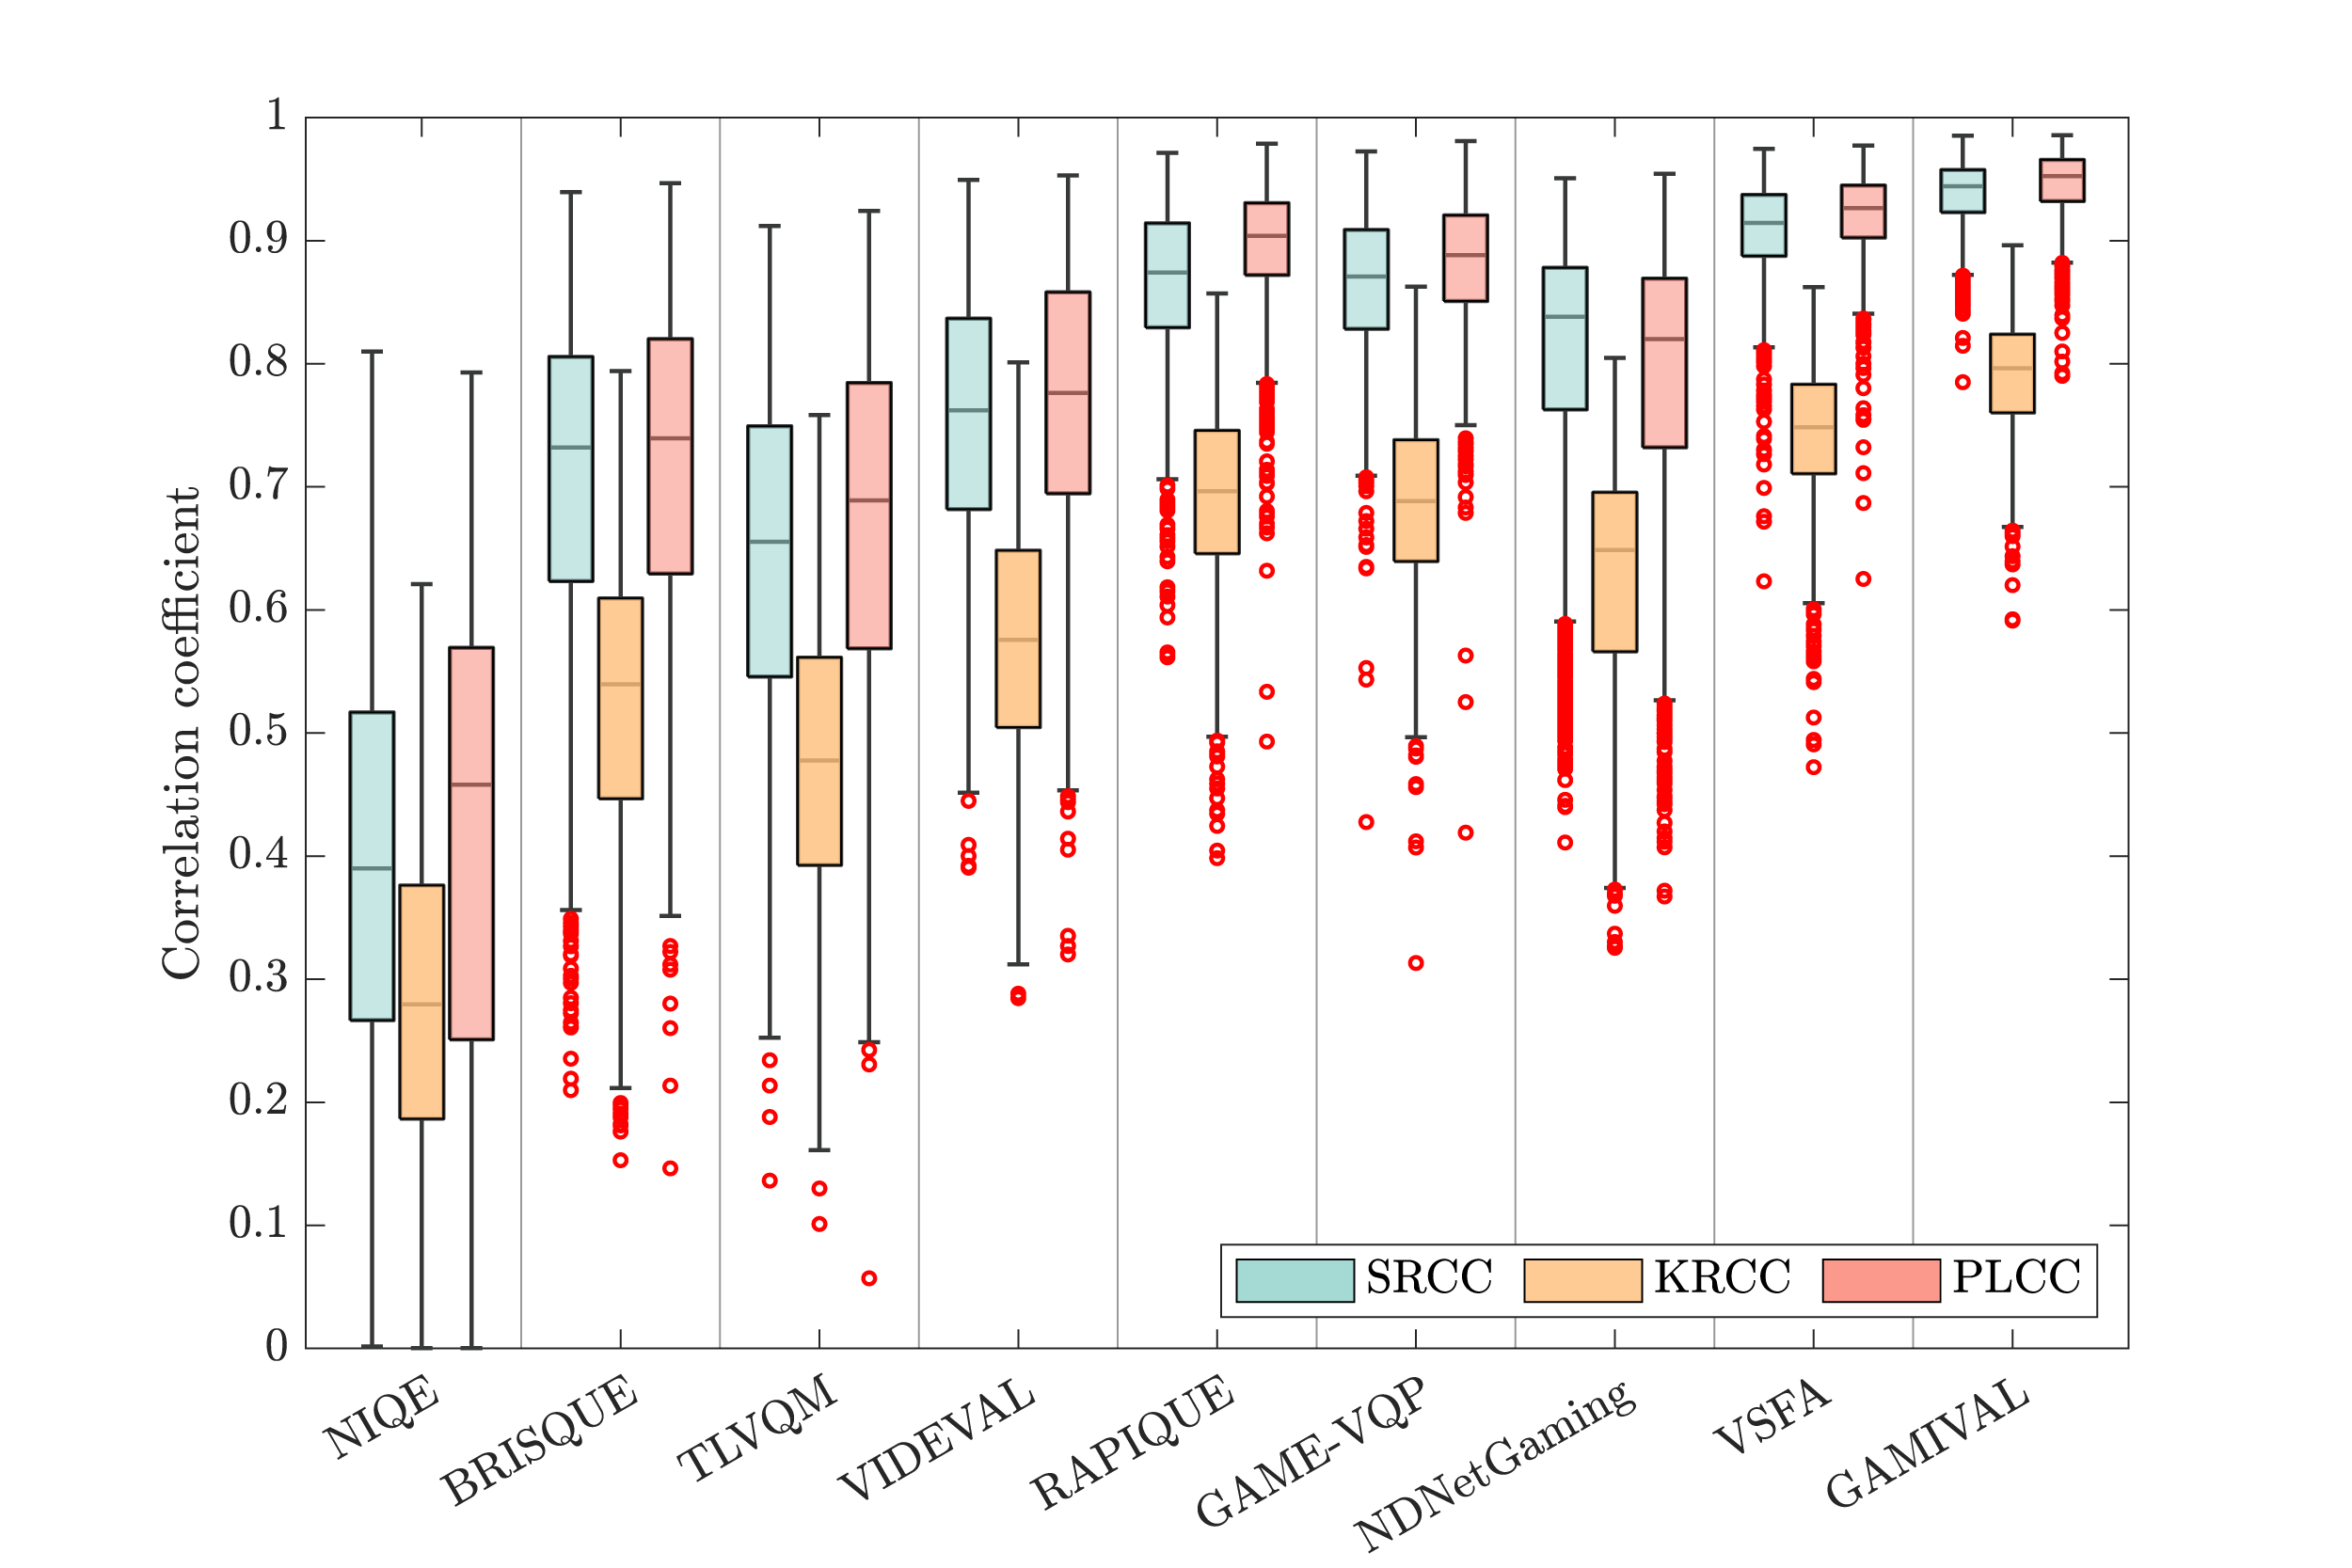 Correlation coefficient
1
0.9
0.8
0.7
0.6
0.5
0.4
0.3
0.2
0.1
0
SRCC KRCC PLCC
NIQE
BRISQUE
TLVQM
VIDEVAL
RAPIQUE
GAME-VQP
NDNetGaming
VSFA
GAMIVAL